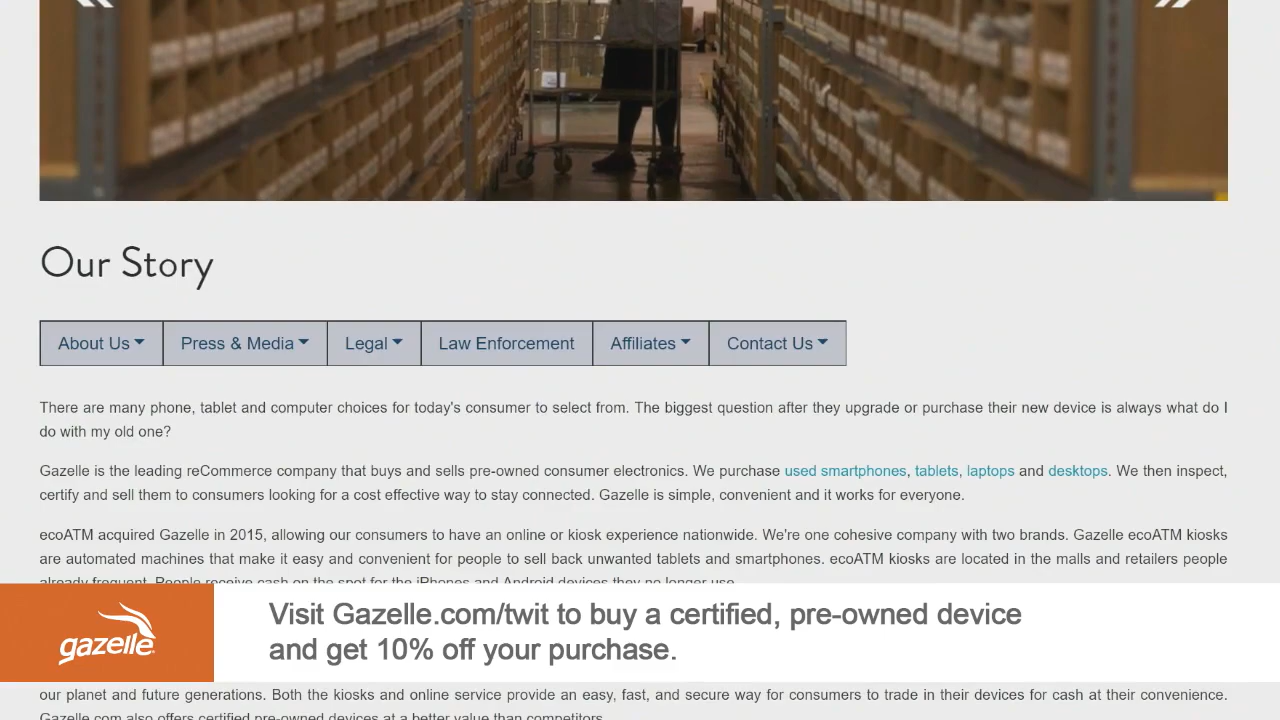 Our Story
About Us Press & Media Legal Law Enforcement Affiliates Contact Us
There are many phone, tablet and computer choices for today's consumer to select from. The biggest question after they upgrade or purchase their new device is always what do I
do with my old one?
Gazelle is the leading reCommerce company that buys and sells pre-owned consumer electronics. We purchase used smartphones, tablets, laptops and desktops. We then inspect,
certify and sell them to consumers looking for a cost effective way to stay connected. Gazelle is simple, convenient and it works for everyone.
ecoATM acquired Gazelle in 2015, allowing our consumers to have an online or kiosk experience nationwide. We're one cohesive company with two brands. Gazelle ecoATM kiosks
are automated machines that make it easy and convenient for people to sell back unwanted tablets and smartphones. ecoATM kiosks are located in the malls and retailers people
already frequent. People receive cash on the spot for the iPhones and Android devices they no longer use.
gazelle
Visit Gazelle.com/twit to buy a certified, pre-owned device
and get 10% off your purchase.
our planet and future generations. Both the kiosks and online service provide an easy, fast, and secure way for consumers to trade in their devices for cash at their convenience.
Gazelle.com also offers certified pre-owned devices at a better value than competitors.